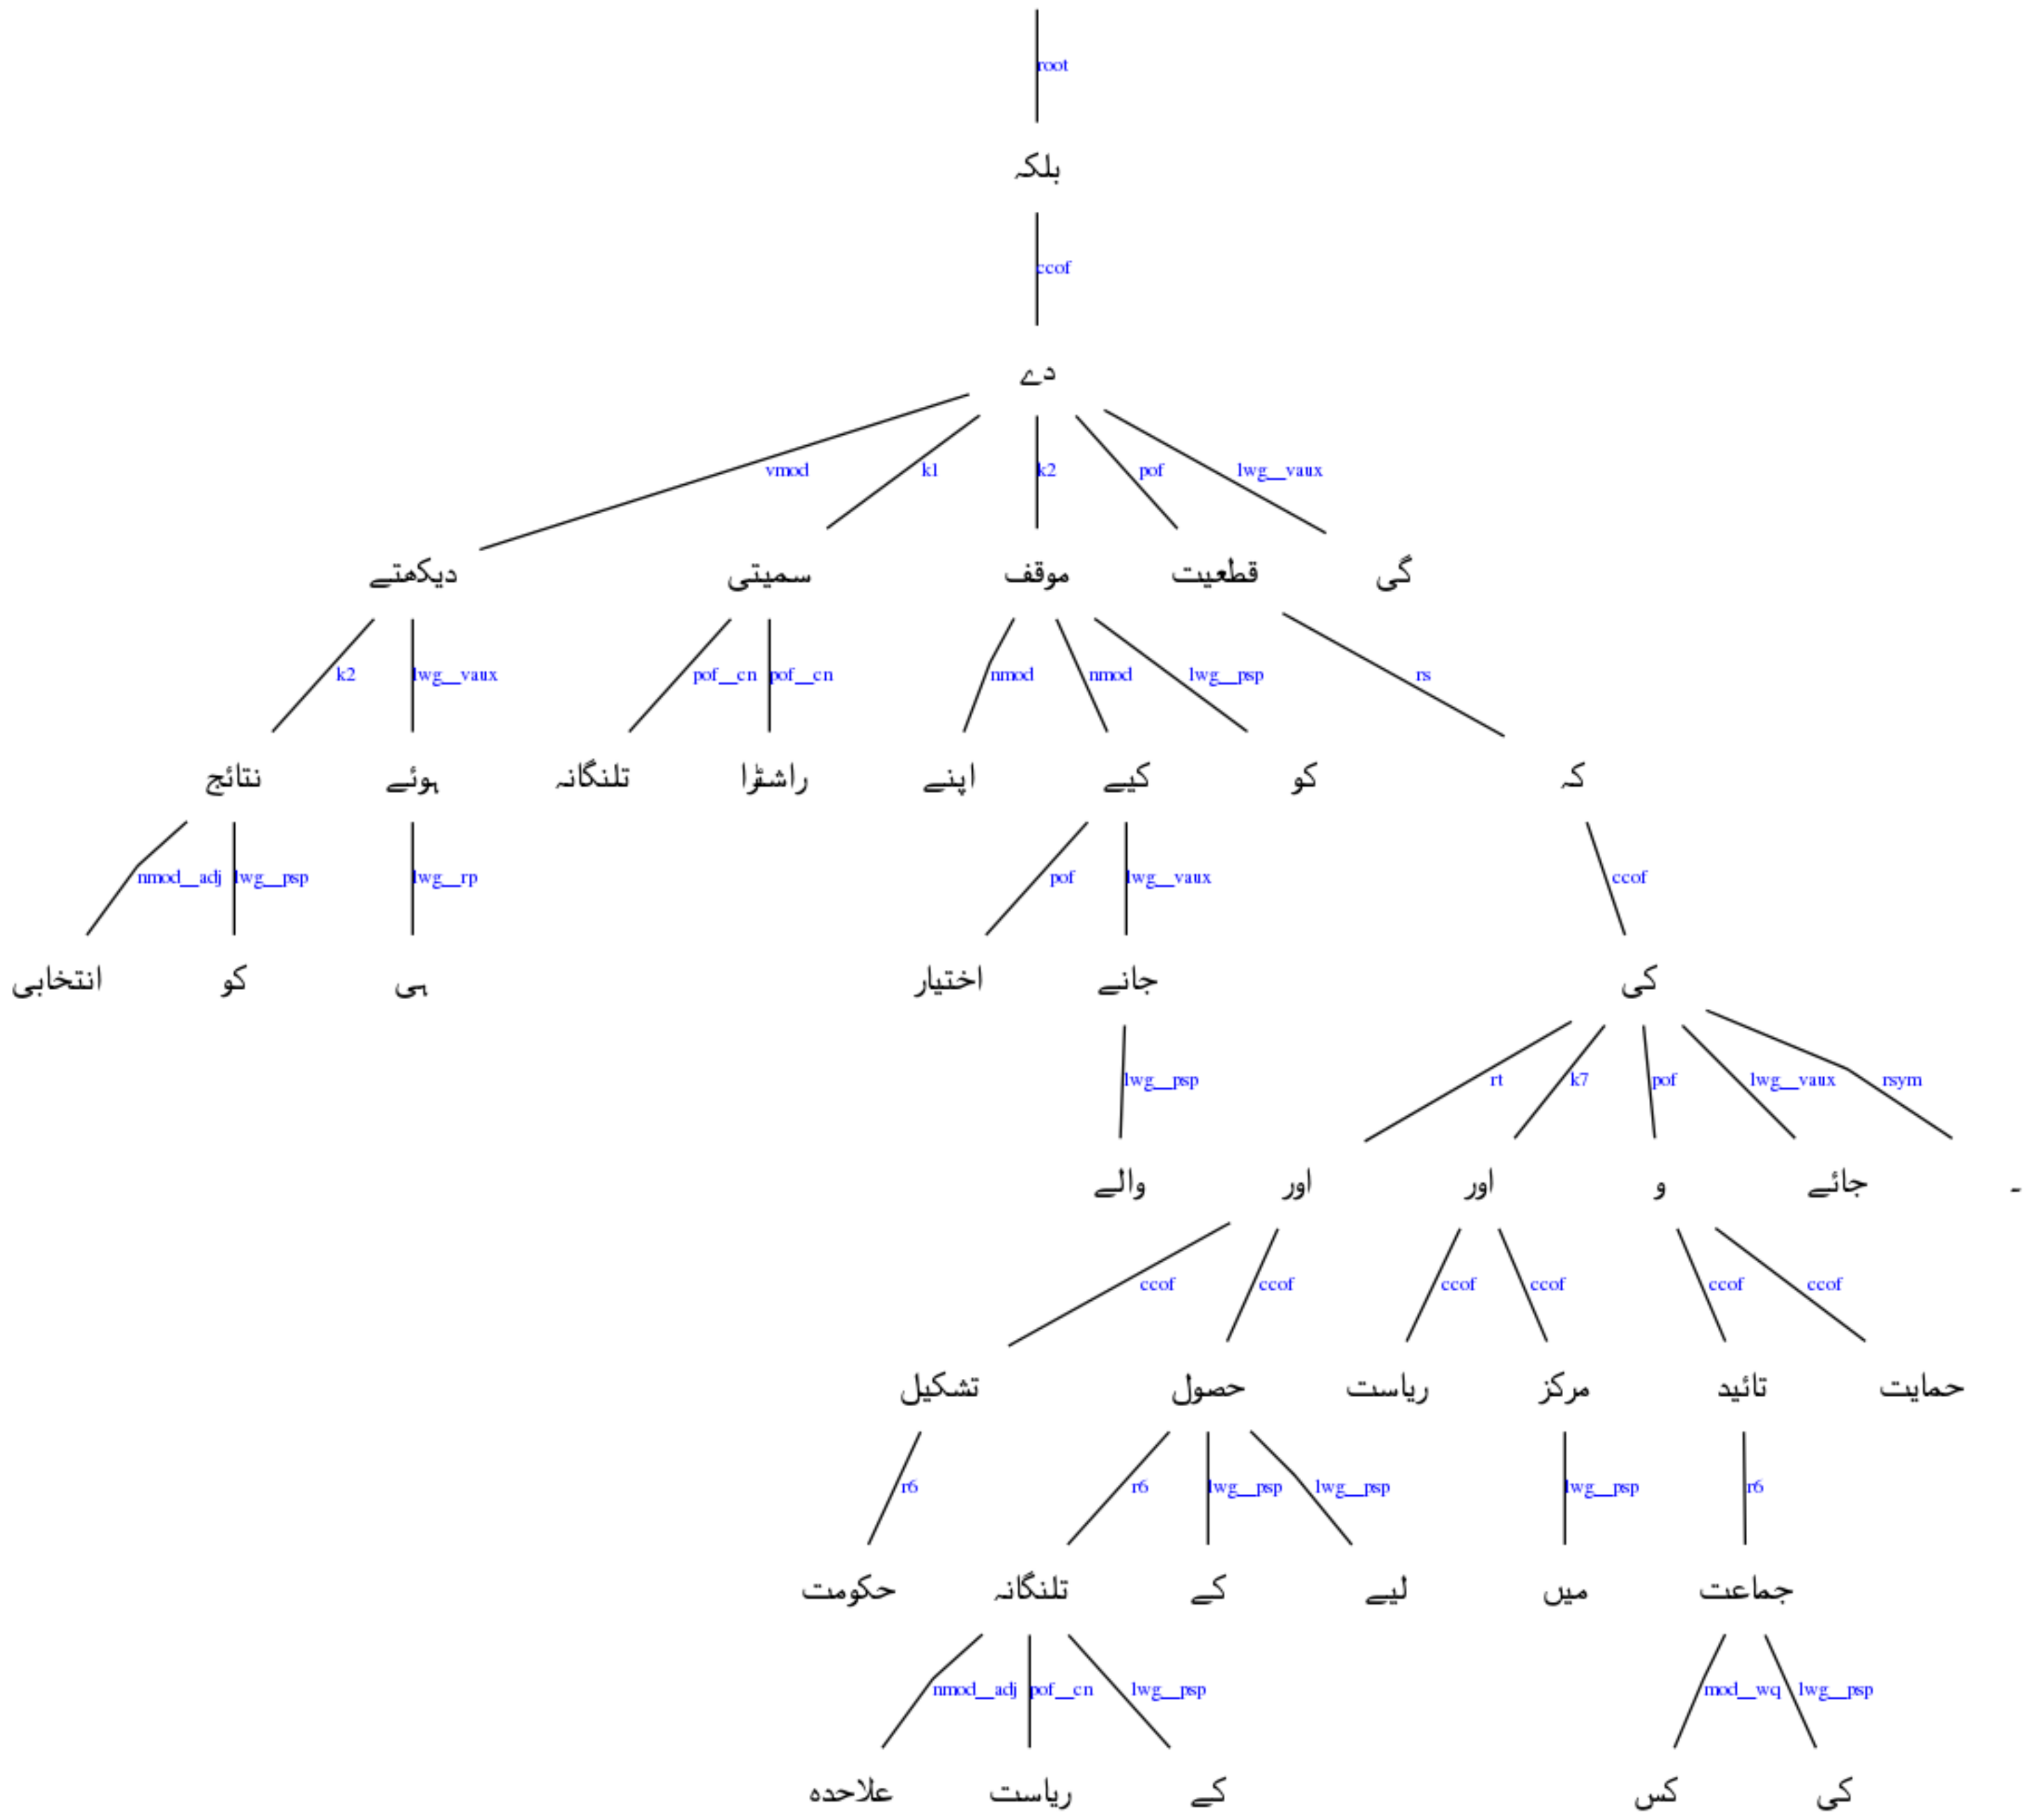 root
بلکہ
ccof
دے
vmod k1 k2 pof lwg__vaux
دیکھتے سمیتی موقف قطعیت گی
k2 lwg__vaux pof__cn pof__cn nmod nmod lwg__psp rs
نتائج ہوئے تلنگانہ راشٹرا اپنے کیے کو کہ
nmod__adj lwg__psp lwg__rp pof lwg__vaux ccof
انتخابی کو ہی اختیار جانے کی
lwg__psp rt k7 pof lwg__vaux rsym
والے اور اور و جائے ۔
ccof ccof ccof ccof ccof ccof
تشکیل حصول ریاست مرکز تائید حمایت
r6 r6 lwg__psp lwg__psp lwg__psp r6
حکومت تلنگانہ کے لیے میں جماعت
nmod__adj pof__cn lwg__psp mod__wq lwg__psp
علاحدہ ریاست کے کس کی